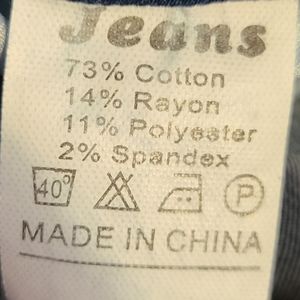 Jeans
73% Cotton
14% Rayon
11% Polyester
2% Spandex
40° P
MADE IN CHINA